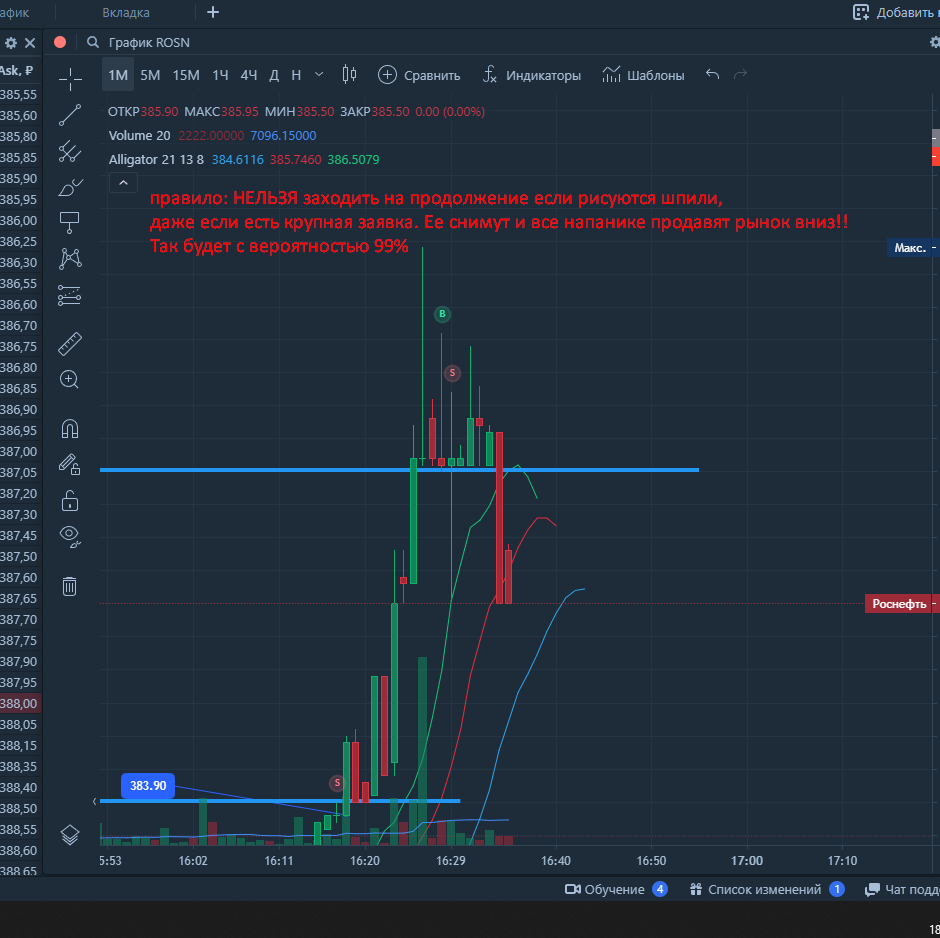 афик
Вкладка
Добавить
График ROSN
Ask, ₽
1М 5М 15М 1Ч 4Ч Д Н
Сравнить
Индикаторы
Шаблоны
ОТКР385.90 МАКС385.95 МИН385.50 ЗАКР385.50 0.00 (0.00%)
Volume 20 2222.00000 7096.15000
Alligator 21 13 8 384.6116 385.7460 386.5079
правило: НЕЛЬЗЯ заходить на продолжение если рисуются шпили,
даже если есть крупная заявка. Ее снимут и все напанике продавят рынок вниз!!
Так будет с вероятностью 99%
385,55
385,60
385,80
385,85
385,90
385,95
386,00
386,25
386,30
386,55
386,60
386,70
386,75
386,80
386,85
386,90
386,95
387,00
387,05
387,20
387,30
387,45
387,50
387,60
387,65
387,70
387,75
387,90
387,95
388,00
388,05
388,15
388,35
388,40
388,50
388,55
388,60
388,65
Макс.
B
S
Роснефть
S
383.90
5:53 16:02 16:11 16:20 16:29 16:40 16:50 17:00 17:10
Обучение 4
Список изменений 1
Чат подд
18